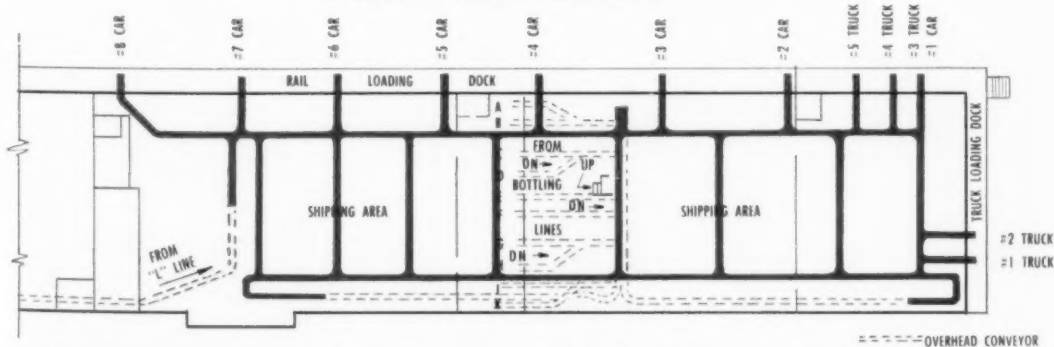 #8 CAR
#7 CAR
#6 CAR
#5 CAR
#4 CAR
#3 CAR
#2 CAR
#5 TRUCK
#4 TRUCK
#3 TRUCK
#1 CAR
RAIL LOADING DOCK
A
B
FROM
DN
UP
BOTTLING
DN
LINES
DN
K
SHIPPING AREA
SHIPPING AREA
TRUCK LOADING DOCK
#2 TRUCK
#1 TRUCK
FROM
"L" LINE
OVERHEAD CONVEYOR